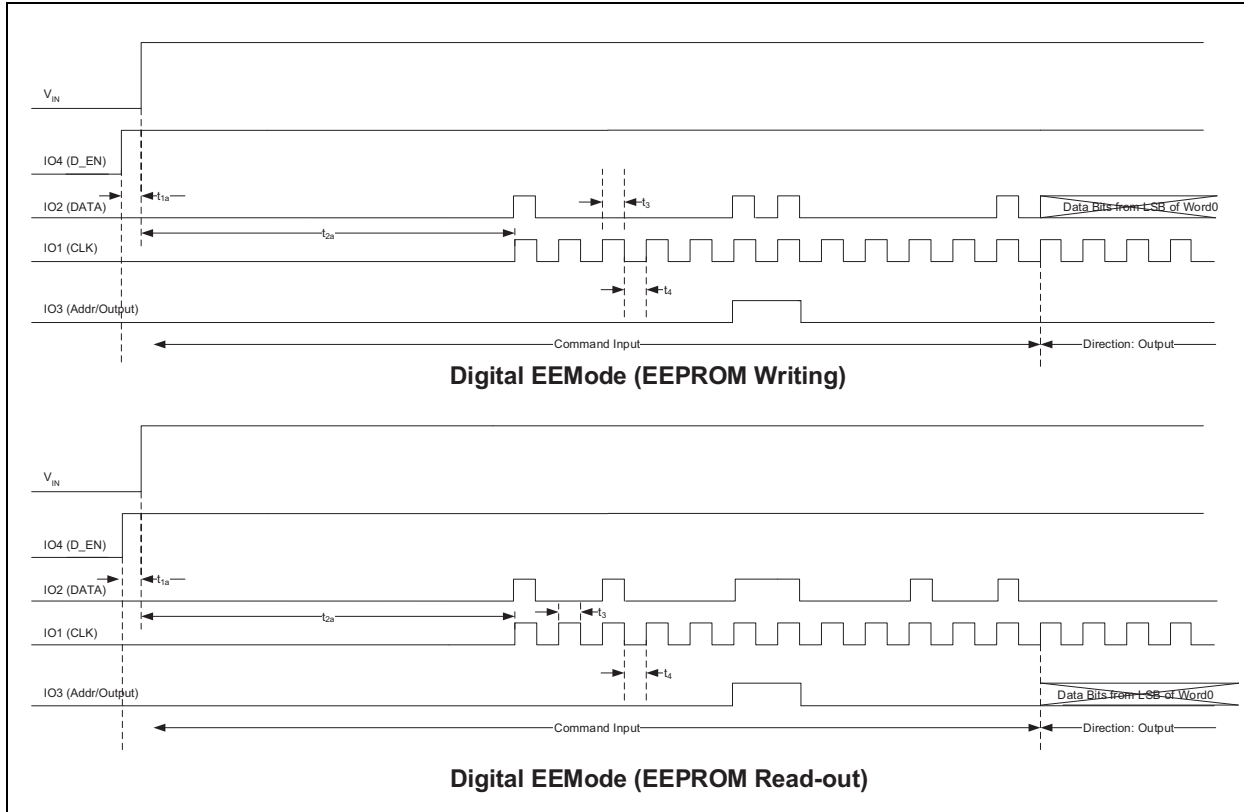 V_IN
IO4 (D_EN)
t_1a
IO2 (DATA)
t_3
Data Bits from LSB of Word0
t_2a
IO1 (CLK)
t_4
IO3 (Addr/Output)
Command Input
Direction: Output
Digital EEMode (EEPROM Writing)
V_IN
IO4 (D_EN)
t_1a
IO2 (DATA)
t_2a
t_3
IO1 (CLK)
t_4
IO3 (Addr/Output)
Data Bits from LSB of Word0
Command Input
Direction: Output
Digital EEMode (EEPROM Read-out)